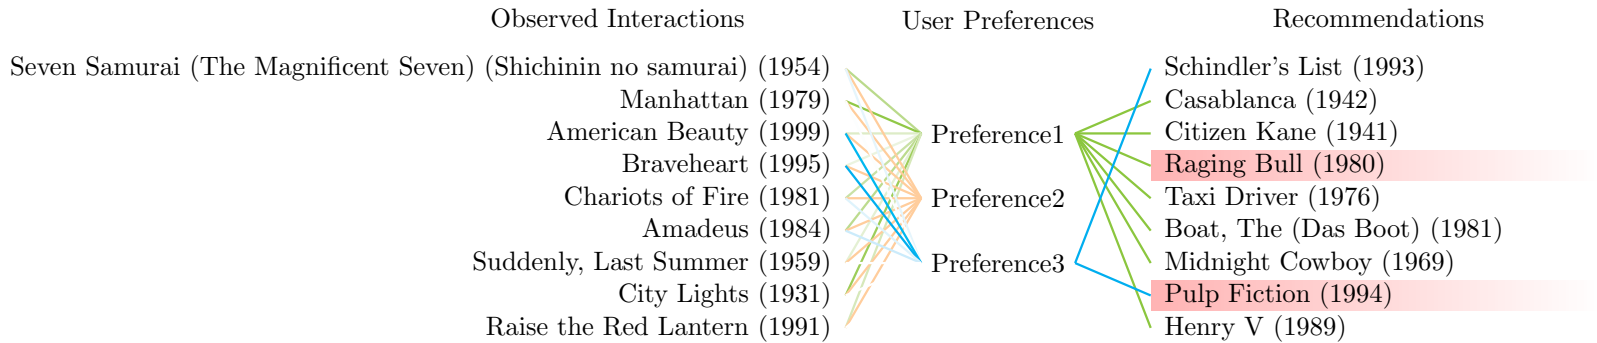 Observed Interactions
User Preferences
Recommendations
Seven Samurai (The Magnificent Seven) (Shichinin no samurai) (1954)
Manhattan (1979)
American Beauty (1999)
Braveheart (1995)
Chariots of Fire (1981)
Amadeus (1984)
Suddenly, Last Summer (1959)
City Lights (1931)
Raise the Red Lantern (1991)
Preference1
Preference2
Preference3
Schindler's List (1993)
Casablanca (1942)
Citizen Kane (1941)
Raging Bull (1980)
Taxi Driver (1976)
Boat, The (Das Boot) (1981)
Midnight Cowboy (1969)
Pulp Fiction (1994)
Henry V (1989)